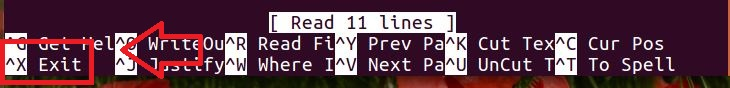 [ Read 11 lines ]
^G Get Hel^O WriteOu^R Read Fi^Y Prev Pa^K Cut Tex^C Cur Pos
^X Exit ^J Justify^W Where I^V Next Pa^U UnCut T^T To Spell